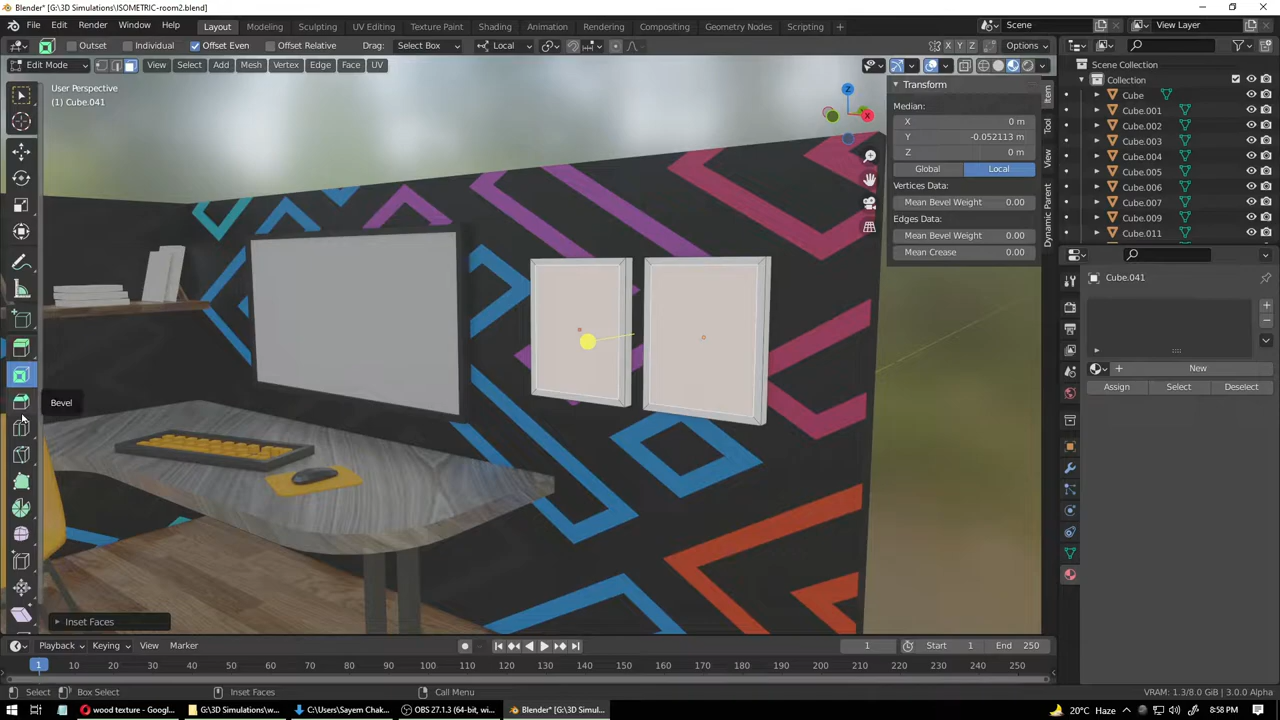 Blender* [G:\3D Simulations\ISOMETRIC-room2.blend]
File Edit Render Window Help Layout Modeling Sculpting UV Editing Texture Paint Shading Animation Rendering Compositing Geometry Nodes Scripting Scene View Layer
Outset Individual Offset Even Offset Relative Drag: Select Box Local X Y Z Options
Edit Mode View Select Add Mesh Vertex Edge Face UV
User Perspective
(1) Cube.041
Z
X
Transform
Median:
X 0 m
Y -0.052113 m
Z 0 m
Global Local
Vertices Data:
Mean Bevel Weight 0.00
Edges Data:
Mean Bevel Weight 0.00
Mean Crease 0.00
Item
Tool
View
Dynamic Parent
Scene Collection
Collection
Cube
Cube.001
Cube.002
Cube.003
Cube.004
Cube.005
Cube.006
Cube.007
Cube.009
Cube.011
Cube.041
New
Assign Select Deselect
Bevel
Inset Faces
Playback Keying View Marker 1 Start 1 End 250
1 10 20 30 40 50 60 70 80 90 100 110 120 130 140 150 160 170 180 190 200 210 220 230 240 250
Select Box Select Inset Faces Call Menu VRAM: 1.3/8.0 GiB | 3.0.0 Alpha
wood texture - Googl... G:\3D Simulations\w... C:\Users\Sayem Chak... OBS 27.1.3 (64-bit, wi... Blender* [G:\3D Simul... 20°C Haze 8:58 PM